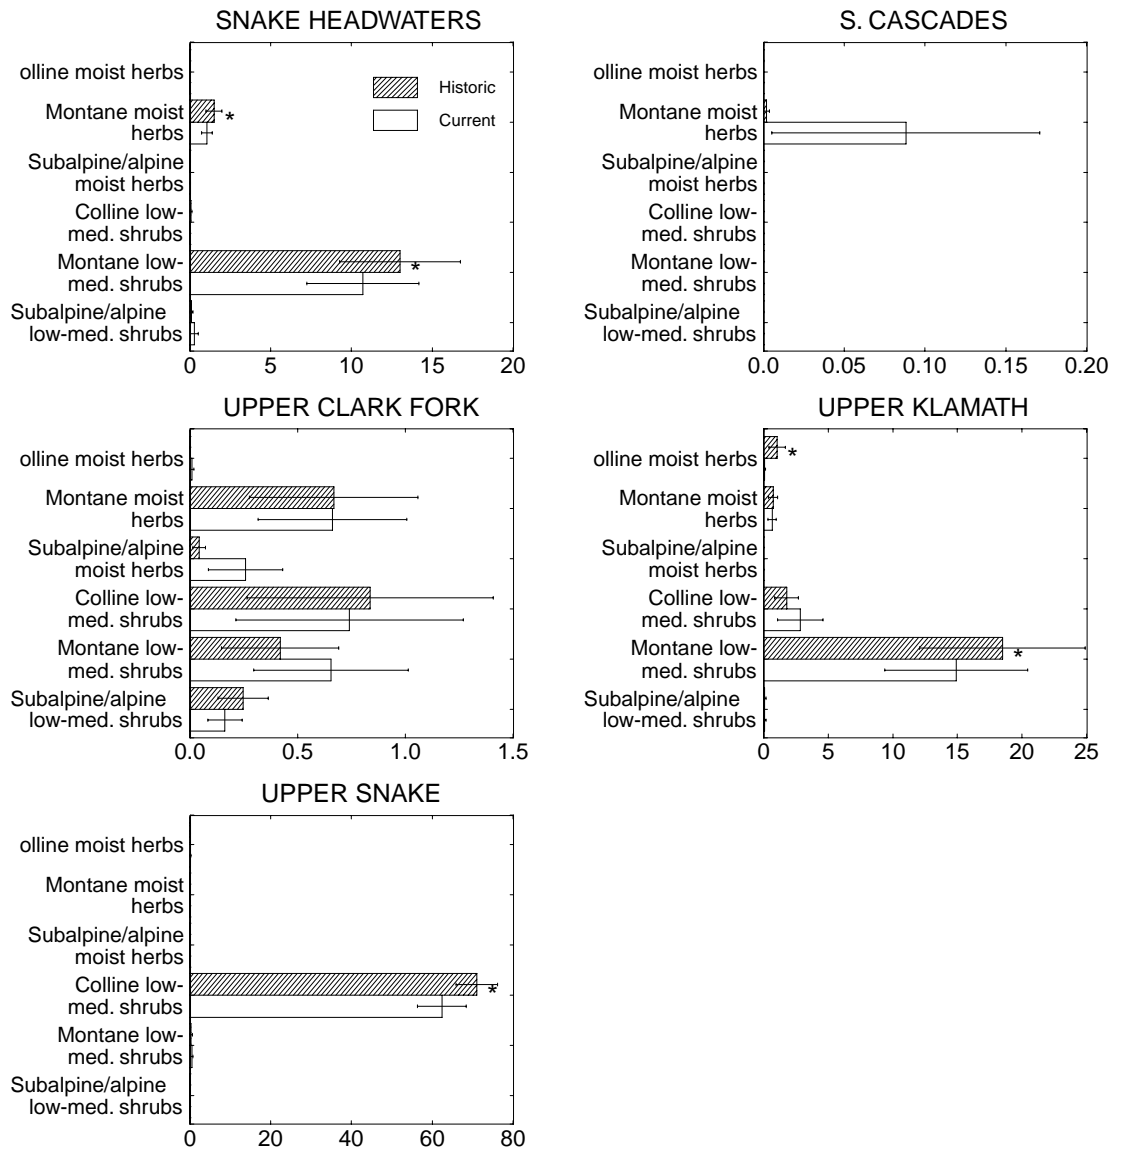 SNAKE HEADWATERS
olline moist herbs
Montane moist
herbs
Subalpine/alpine
moist herbs
Colline low-
med. shrubs
Montane low-
med. shrubs
Subalpine/alpine
low-med. shrubs
Historic
Current
*
*
0 5 10 15 20
S. CASCADES
olline moist herbs
Montane moist
herbs
Subalpine/alpine
moist herbs
Colline low-
med. shrubs
Montane low-
med. shrubs
Subalpine/alpine
low-med. shrubs
0.0 0.05 0.10 0.15 0.20
UPPER CLARK FORK
olline moist herbs
Montane moist
herbs
Subalpine/alpine
moist herbs
Colline low-
med. shrubs
Montane low-
med. shrubs
Subalpine/alpine
low-med. shrubs
0.0 0.5 1.0 1.5
UPPER KLAMATH
olline moist herbs
Montane moist
herbs
Subalpine/alpine
moist herbs
Colline low-
med. shrubs
Montane low-
med. shrubs
Subalpine/alpine
low-med. shrubs
*
*
0 5 10 15 20 25
UPPER SNAKE
olline moist herbs
Montane moist
herbs
Subalpine/alpine
moist herbs
Colline low-
med. shrubs
Montane low-
med. shrubs
Subalpine/alpine
low-med. shrubs
*
0 20 40 60 80